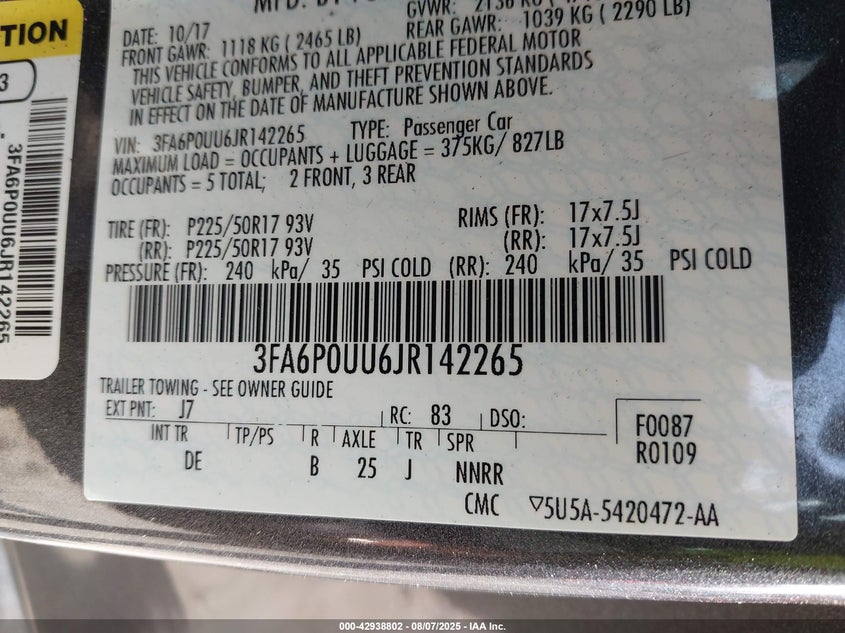 TION
3
3FA6P0UU6JR142265
MFD. BY
GVWR:
DATE: 10/17
REAR GAWR: 1039 KG ( 2290 LB)
FRONT GAWR: 1118 KG ( 2465 LB)
THIS VEHICLE CONFORMS TO ALL APPLICABLE FEDERAL MOTOR
VEHICLE SAFETY, BUMPER, AND THEFT PREVENTION STANDARDS
IN EFFECT ON THE DATE OF MANUFACTURE SHOWN ABOVE.
VIN: 3FA6P0UU6JR142265 TYPE: Passenger Car
MAXIMUM LOAD = OCCUPANTS + LUGGAGE = 375KG/ 827LB
OCCUPANTS = 5 TOTAL; 2 FRONT, 3 REAR
TIRE (FR): P225/50R17 93V RIMS (FR): 17x7.5J
(RR): P225/50R17 93V (RR): 17x7.5J
PRESSURE (FR): 240 kPa/ 35 PSI COLD (RR): 240 kPa/ 35 PSI COLD
3FA6P0UU6JR142265
TRAILER TOWING - SEE OWNER GUIDE
EXT PNT: J7 RC: 83 DSO:
F0087
INT TR TP/PS R AXLE TR SPR
R0109
DE B 25 J NNRR
CMC ▽5U5A-5420472-AA
000-42938802 - 08/07/2025 - IAA Inc.